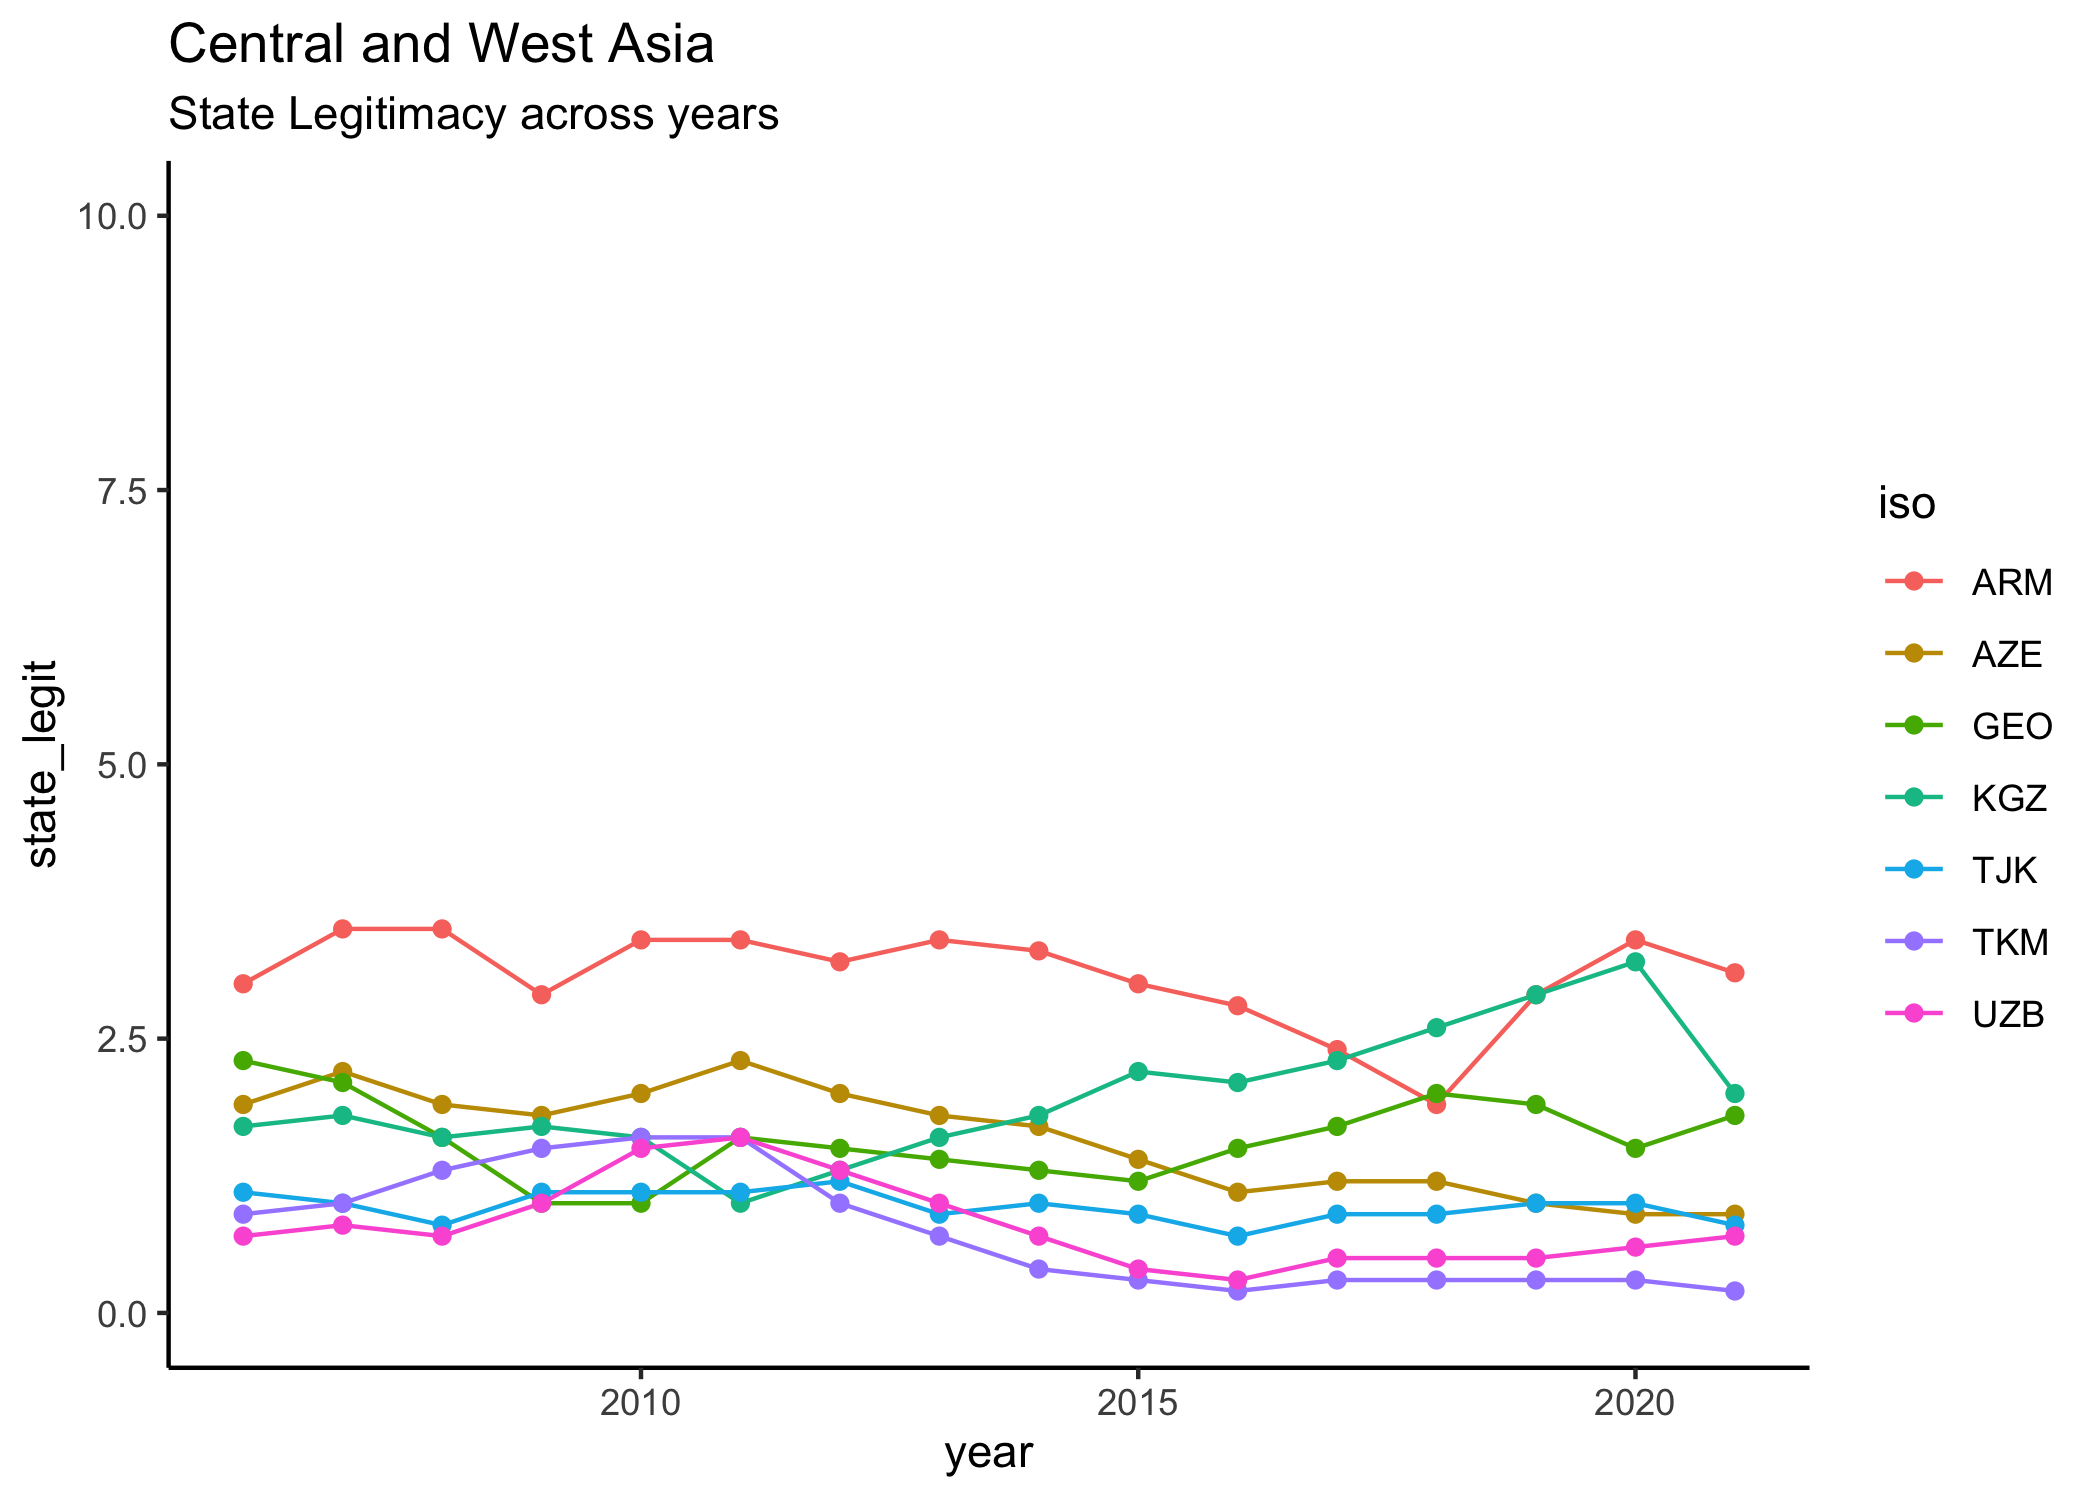 Central and West Asia
State Legitimacy across years
10.0
7.5
5.0
2.5
0.0
state_legit
2010
2015
2020
year
iso
ARM
AZE
GEO
KGZ
TJK
TKM
UZB